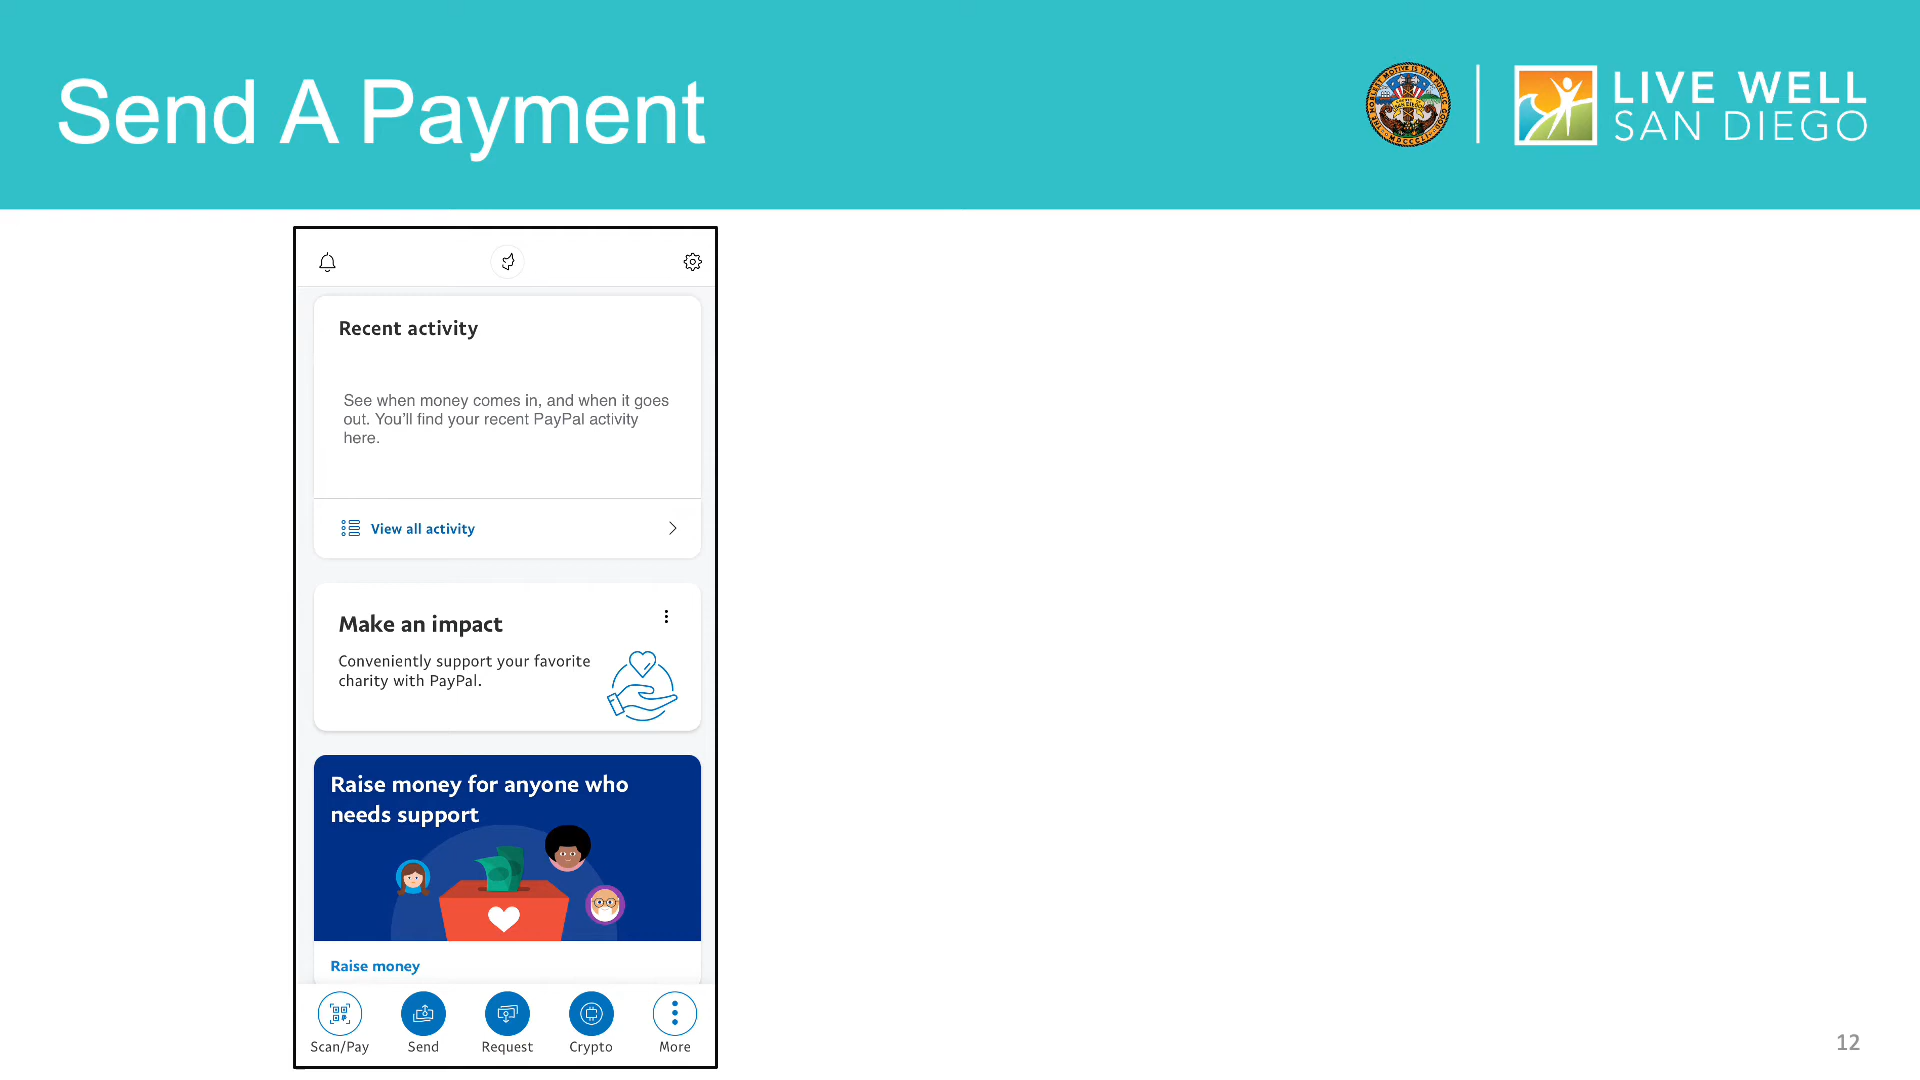 Send A Payment
LIVE WELL
SAN DIEGO
Recent activity
See when money comes in, and when it goes
out. You’ll find your recent PayPal activity
here.
View all activity
Make an impact
Conveniently support your favorite
charity with PayPal.
Raise money for anyone who
needs support
Raise money
Scan/Pay Send Request Crypto More
12